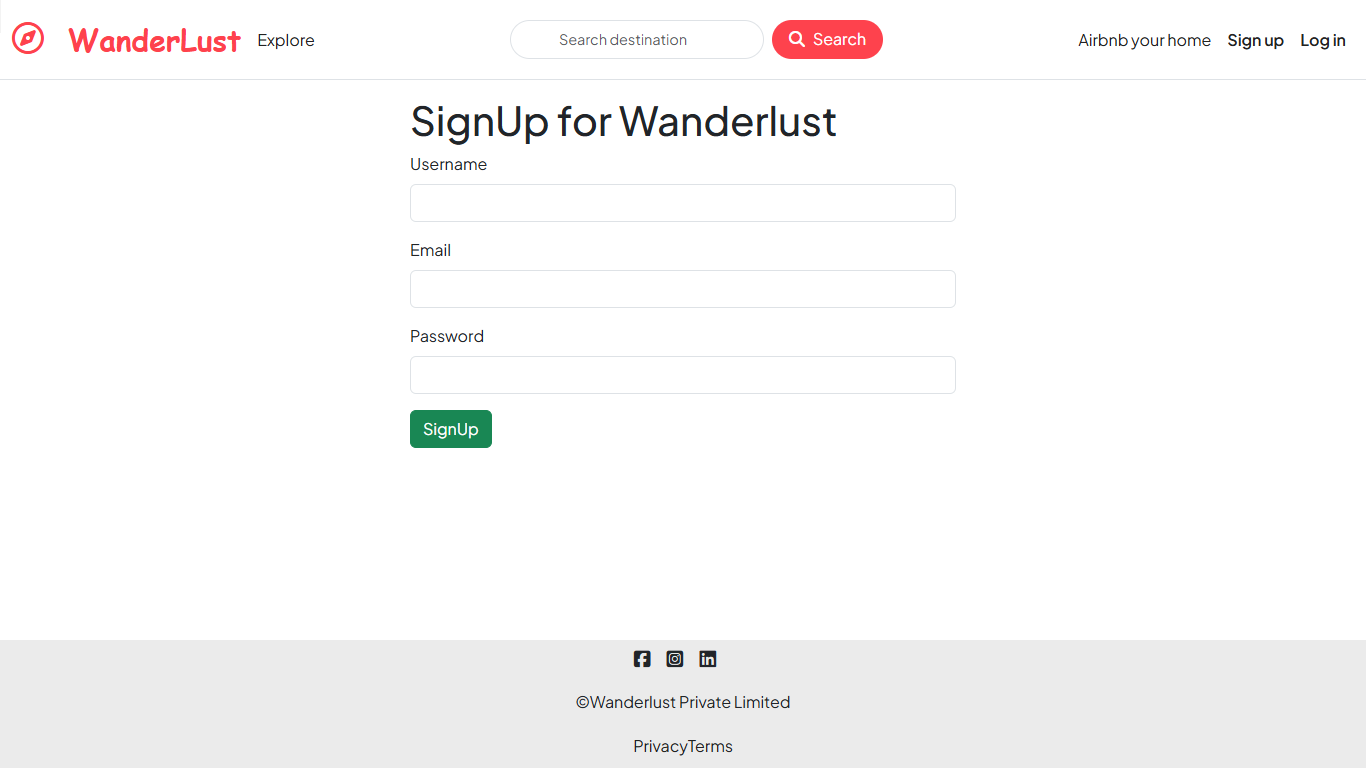 WanderLust Explore Search destination Search Airbnb your home Sign up Log in
SignUp for Wanderlust
Username
Email
Password
SignUp
©Wanderlust Private Limited
PrivacyTerms